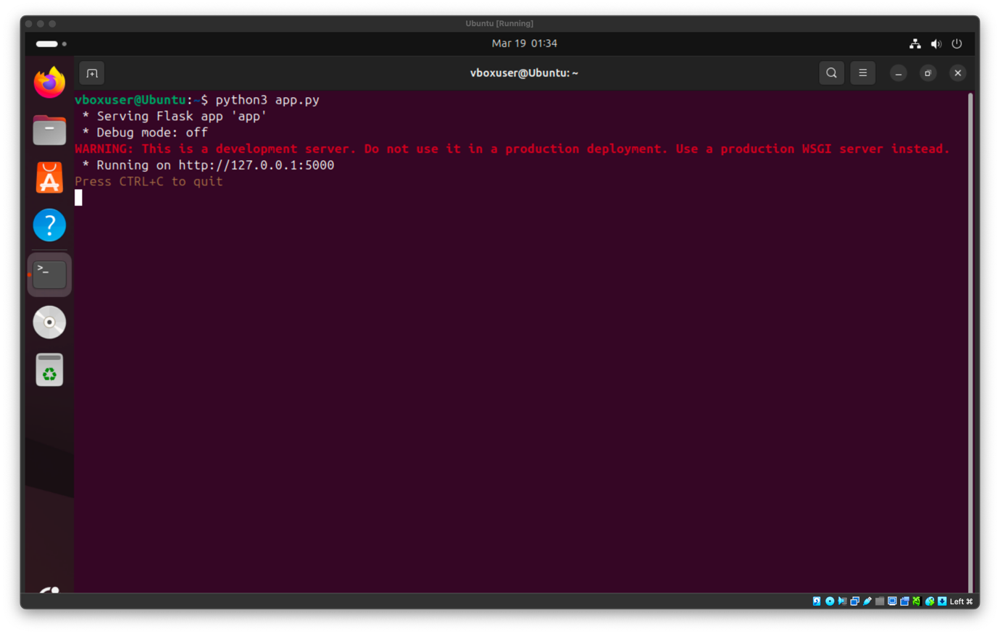 Ubuntu [Running]
Mar 19 01:34
vboxuser@Ubuntu: ~
vboxuser@Ubuntu:~$ python3 app.py
 * Serving Flask app 'app'
 * Debug mode: off
WARNING: This is a development server. Do not use it in a production deployment. Use a production WSGI server instead.
 * Running on http://127.0.0.1:5000
Press CTRL+C to quit
Left ⌘